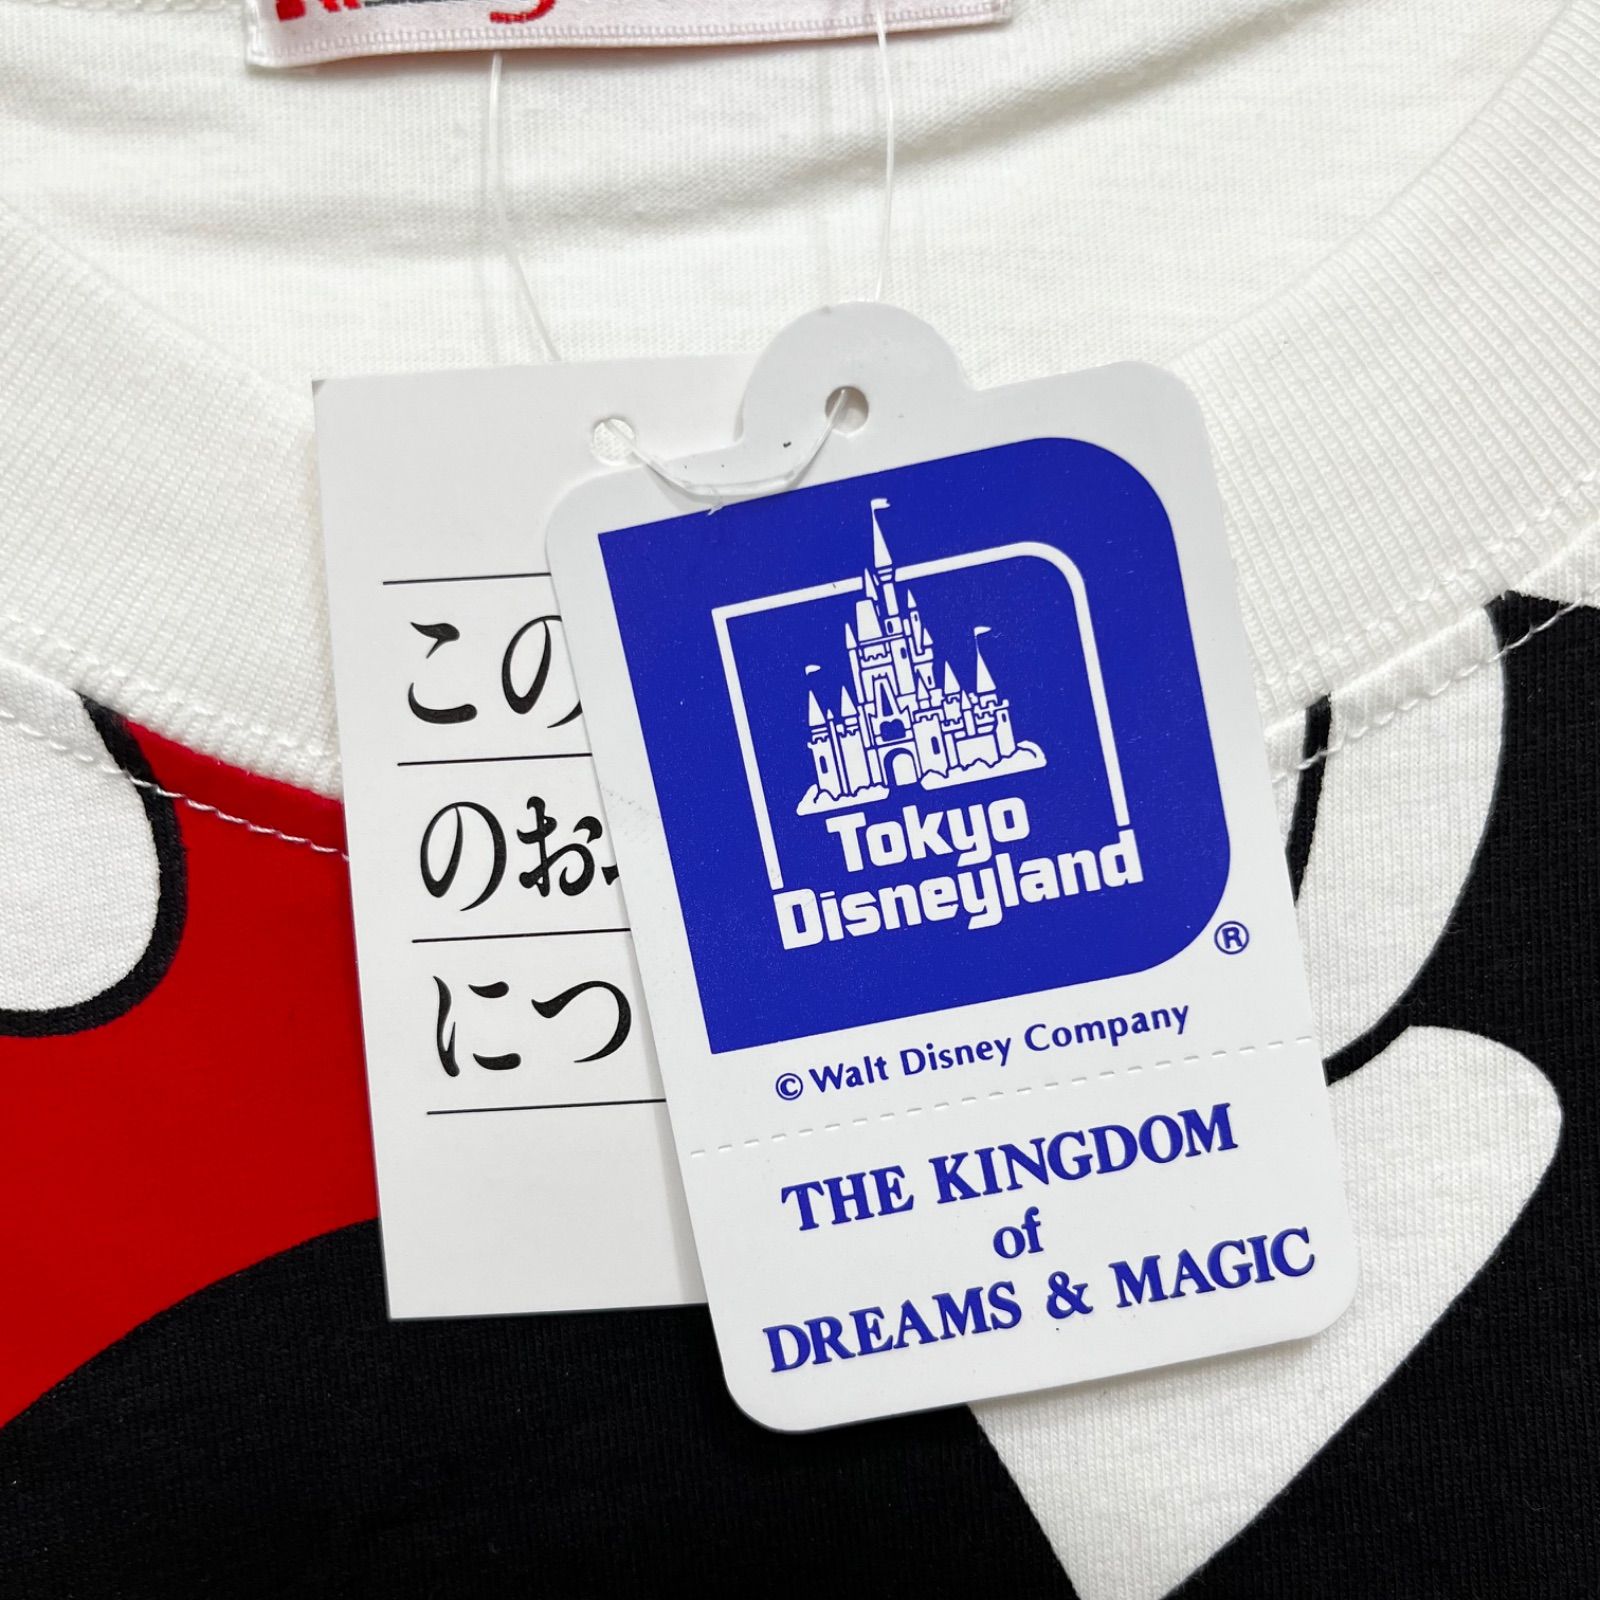 この
のお
につ
Tokyo
Disneyland
®
© Walt Disney Company
THE KINGDOM
of
DREAMS & MAGIC